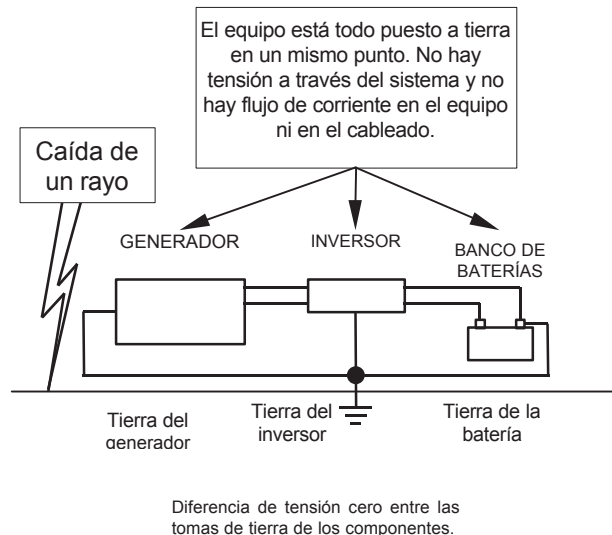 El equipo está todo puesto a tierra
en un mismo punto. No hay
tensión a través del sistema y no
hay flujo de corriente en el equipo
ni en el cableado.
Caída de
un rayo
GENERADOR
INVERSOR
BANCO DE
BATERÍAS
Tierra del
generador
Tierra del
inversor
Tierra de la
batería
Diferencia de tensión cero entre las
tomas de tierra de los componentes.